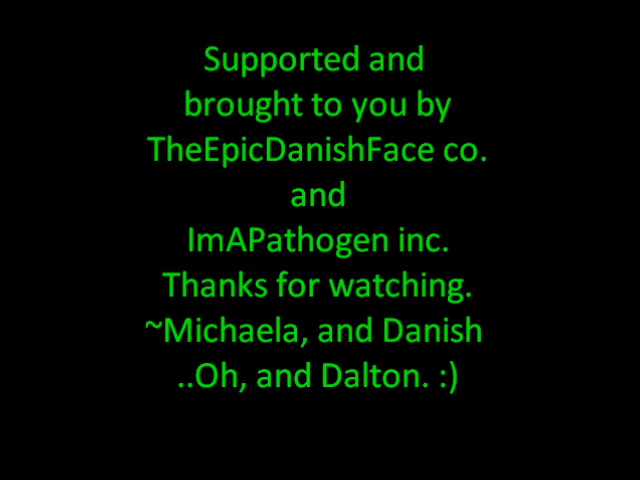 Supported and
brought to you by
TheEpicDanishFace co.
and
ImAPathogen inc.
Thanks for watching.
~Michaela, and Danish
..Oh, and Dalton. :)